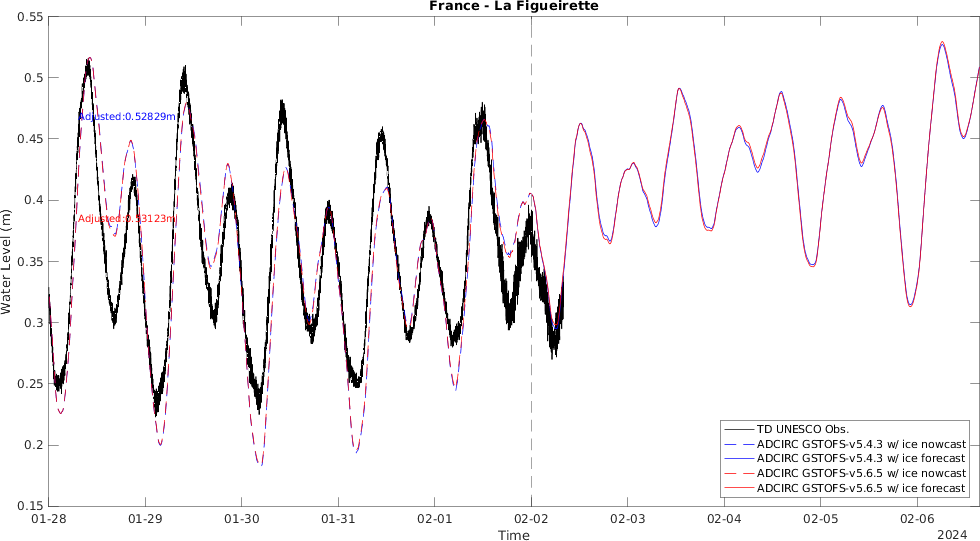 France - La Figueirette
0.55
0.5
0.45
0.4
0.35
0.3
0.25
0.2
0.15
Water Level (m)
Adjusted:0.52829m
Adjusted:0.53123m
TD UNESCO Obs.
ADCIRC GSTOFS-v5.4.3 w/ ice nowcast
ADCIRC GSTOFS-v5.4.3 w/ ice forecast
ADCIRC GSTOFS-v5.6.5 w/ ice nowcast
ADCIRC GSTOFS-v5.6.5 w/ ice forecast
01-28 01-29 01-30 01-31 02-01 02-02 02-03 02-04 02-05 02-06
Time
2024